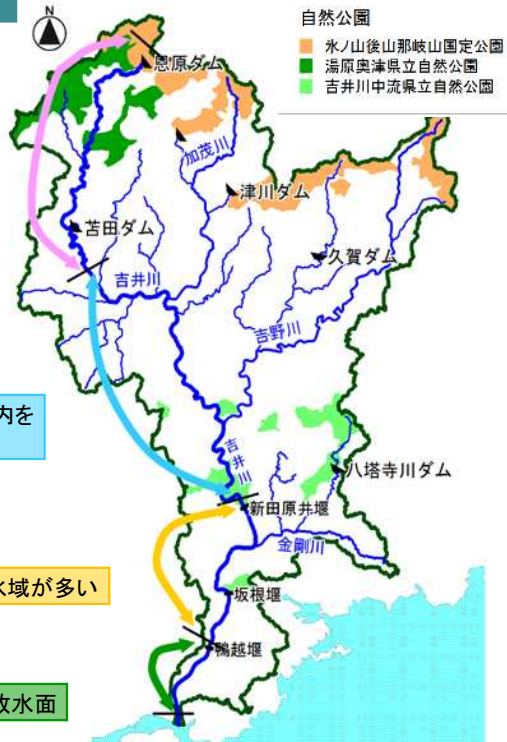 N
自然公園
氷ノ山後山那岐山国定公園
湯原奥津県立自然公園
吉井川中流県立自然公園
恩原ダム
加茂川
津川ダム
苫田ダム
久賀ダム
吉井川
吉野川
内を
吉井川
八塔寺川ダム
新田原井堰
金剛川
水域が多い
坂根堰
鴨越堰
放水面